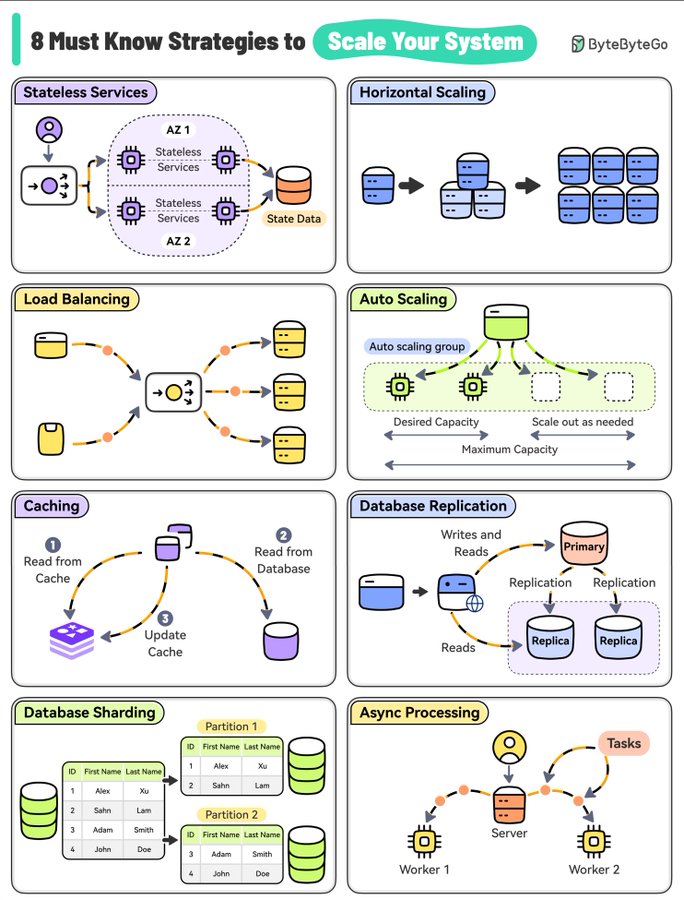 8 Must Know Strategies to Scale Your System
ByteByteGo
Stateless Services
AZ 1
Stateless
Services
Stateless
Services
AZ 2
State Data
Horizontal Scaling
Load Balancing
Auto Scaling
Auto scaling group
Desired Capacity
Scale out as needed
Maximum Capacity
Caching
1
Read from
Cache
2
Read from
Database
3
Update
Cache
Database Replication
Writes and
Reads
Primary
Replication
Replication
Reads
Replica
Replica
Database Sharding
ID First Name Last Name
1 Alex Xu
2 Sahn Lam
3 Adam Smith
4 John Doe
Partition 1
ID First Name Last Name
1 Alex Xu
2 Sahn Lam
Partition 2
ID First Name Last Name
3 Adam Smith
4 John Doe
Async Processing
Tasks
Server
Worker 1
Worker 2